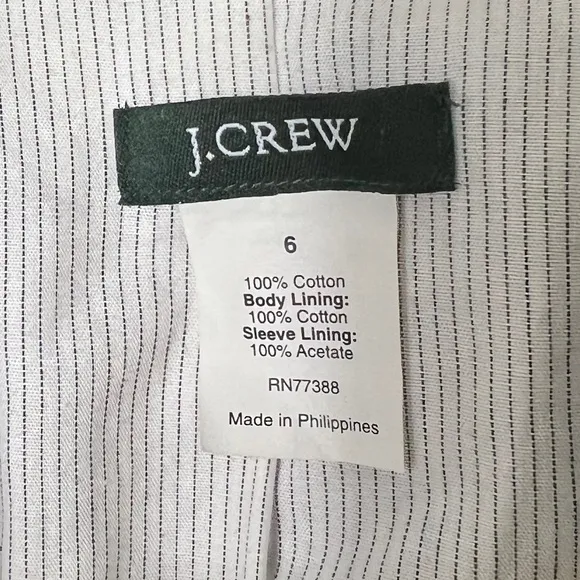 J.CREW
6
100% Cotton
Body Lining:
100% Cotton
Sleeve Lining:
100% Acetate
RN77388
Made in Philippines